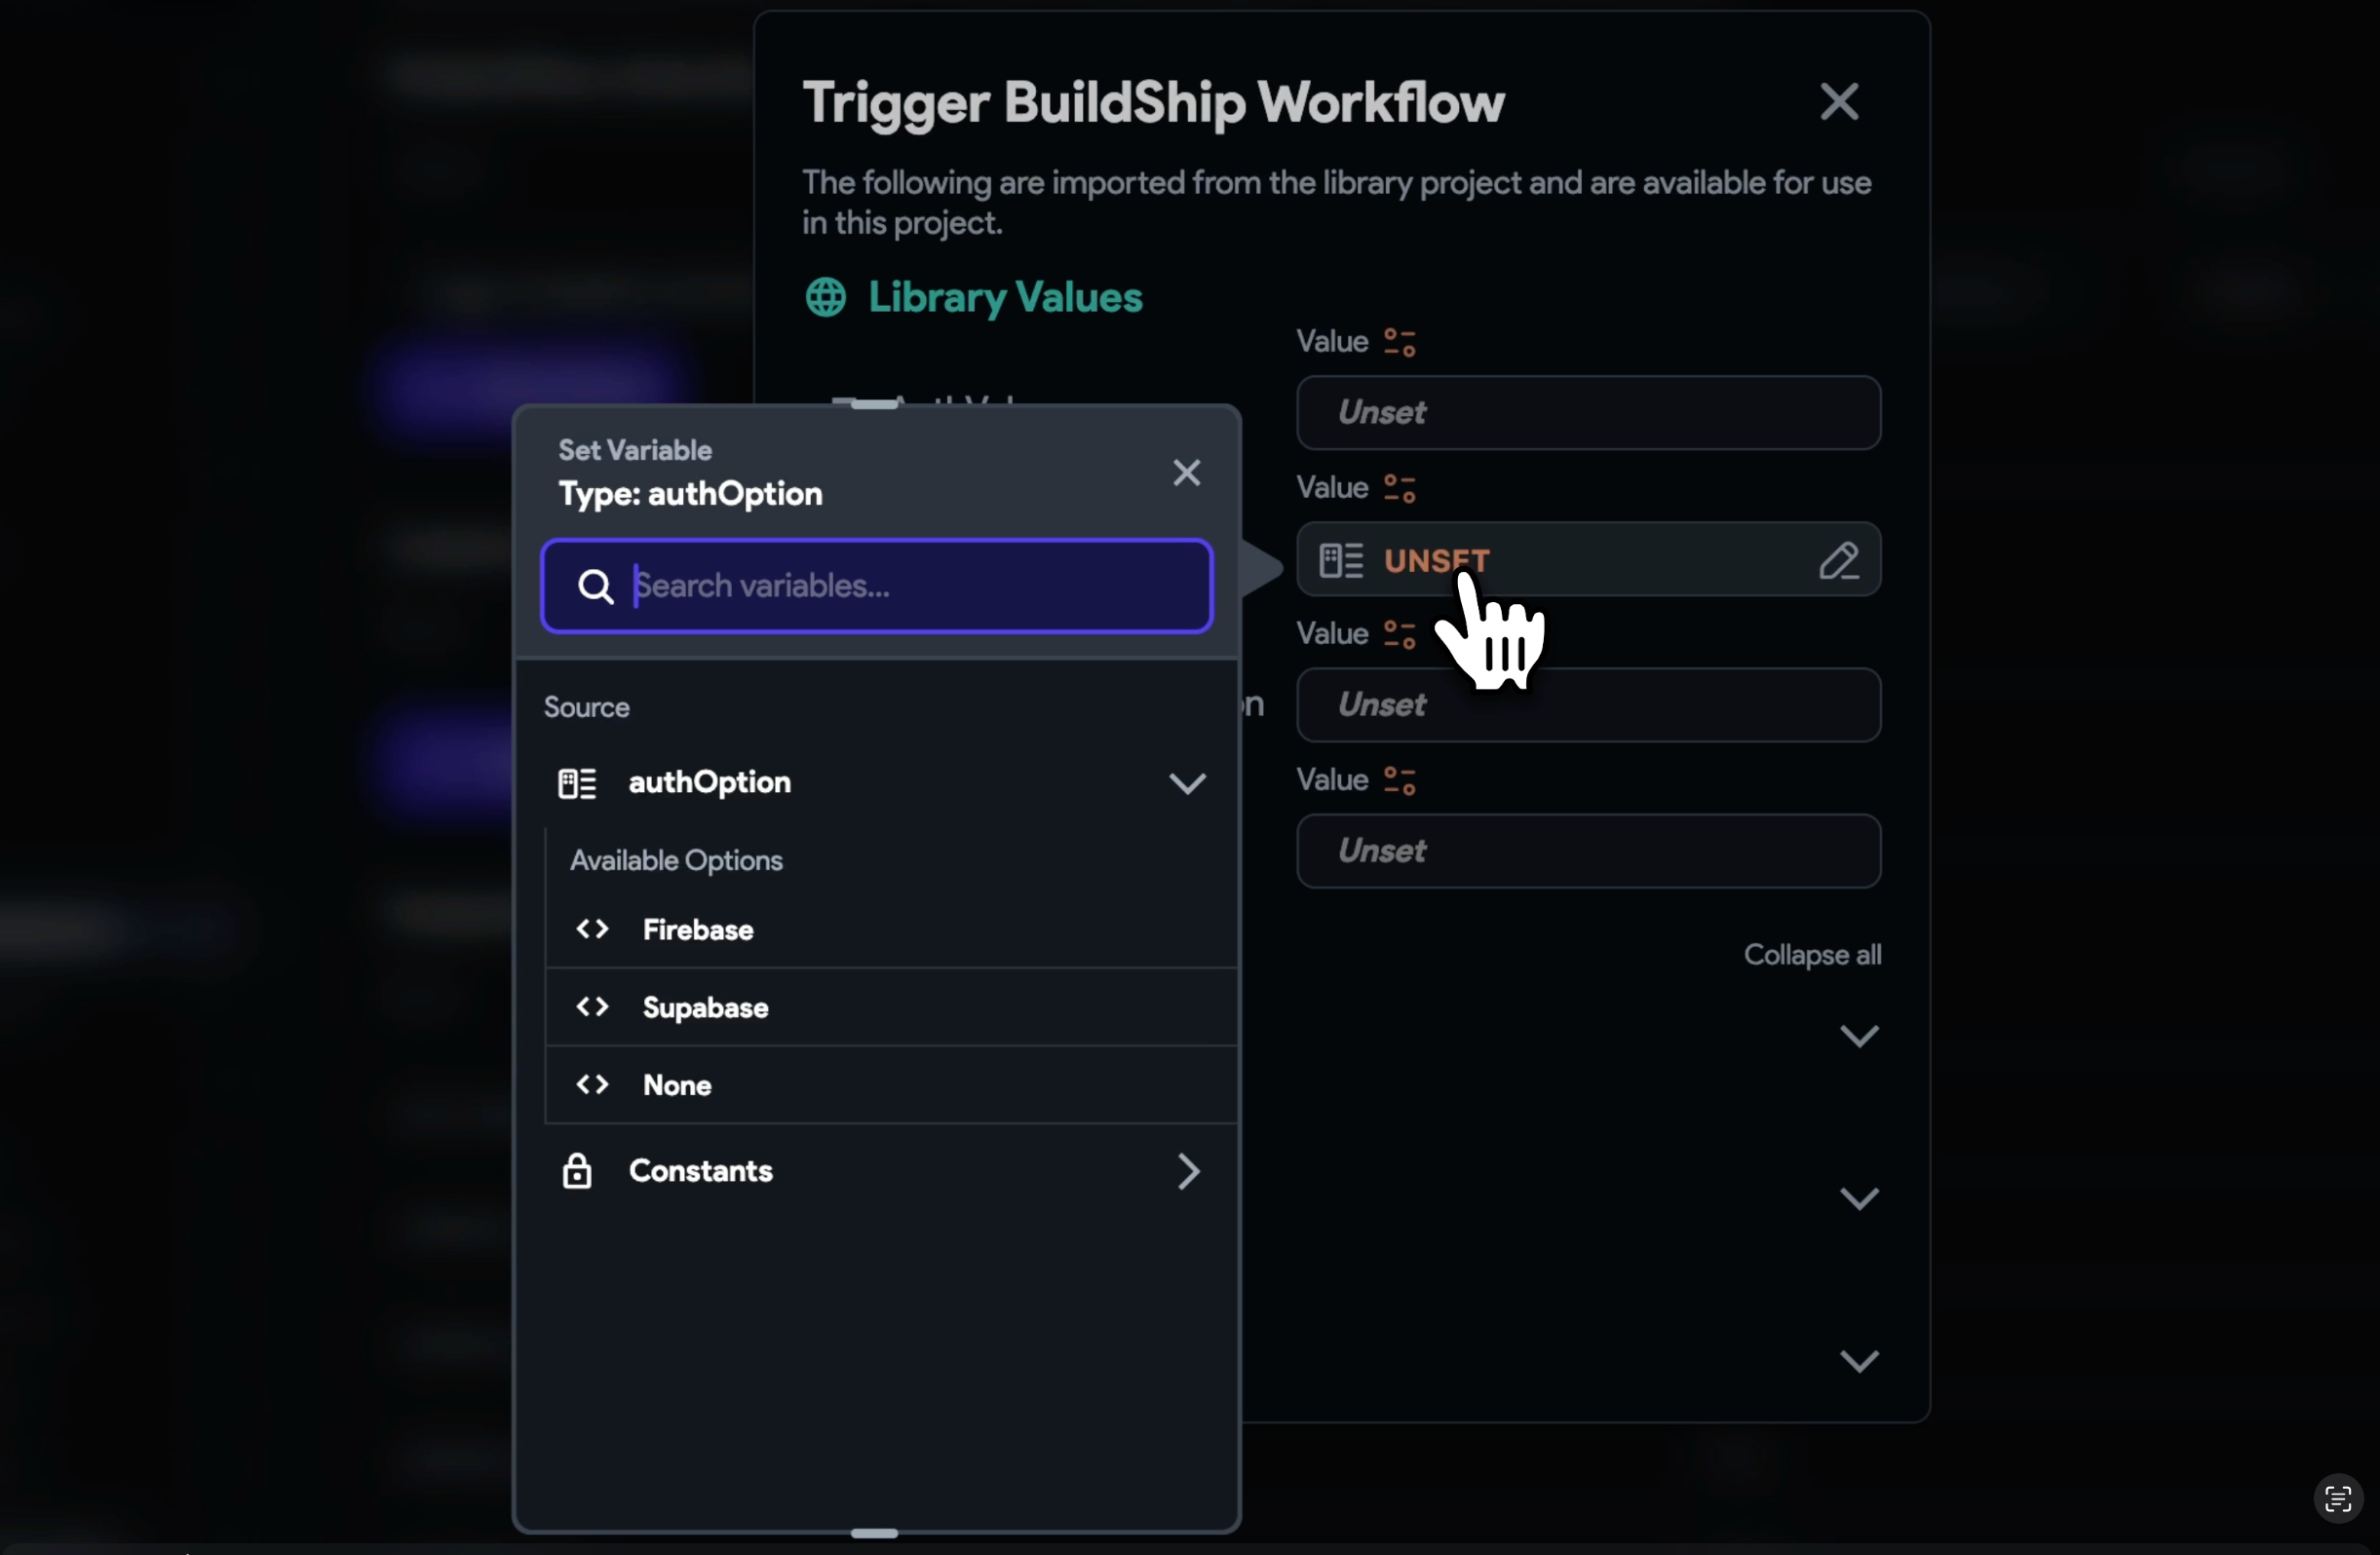 Trigger BuildShip Workflow
The following are imported from the library project and are available for use
in this project.
Library Values
Value
Unset
Set Variable
Type: authOption
Value
UNSET
Search variables...
Value
Unset
Source
authOption
Value
Unset
Available Options
Firebase
Collapse all
Supabase
None
Constants